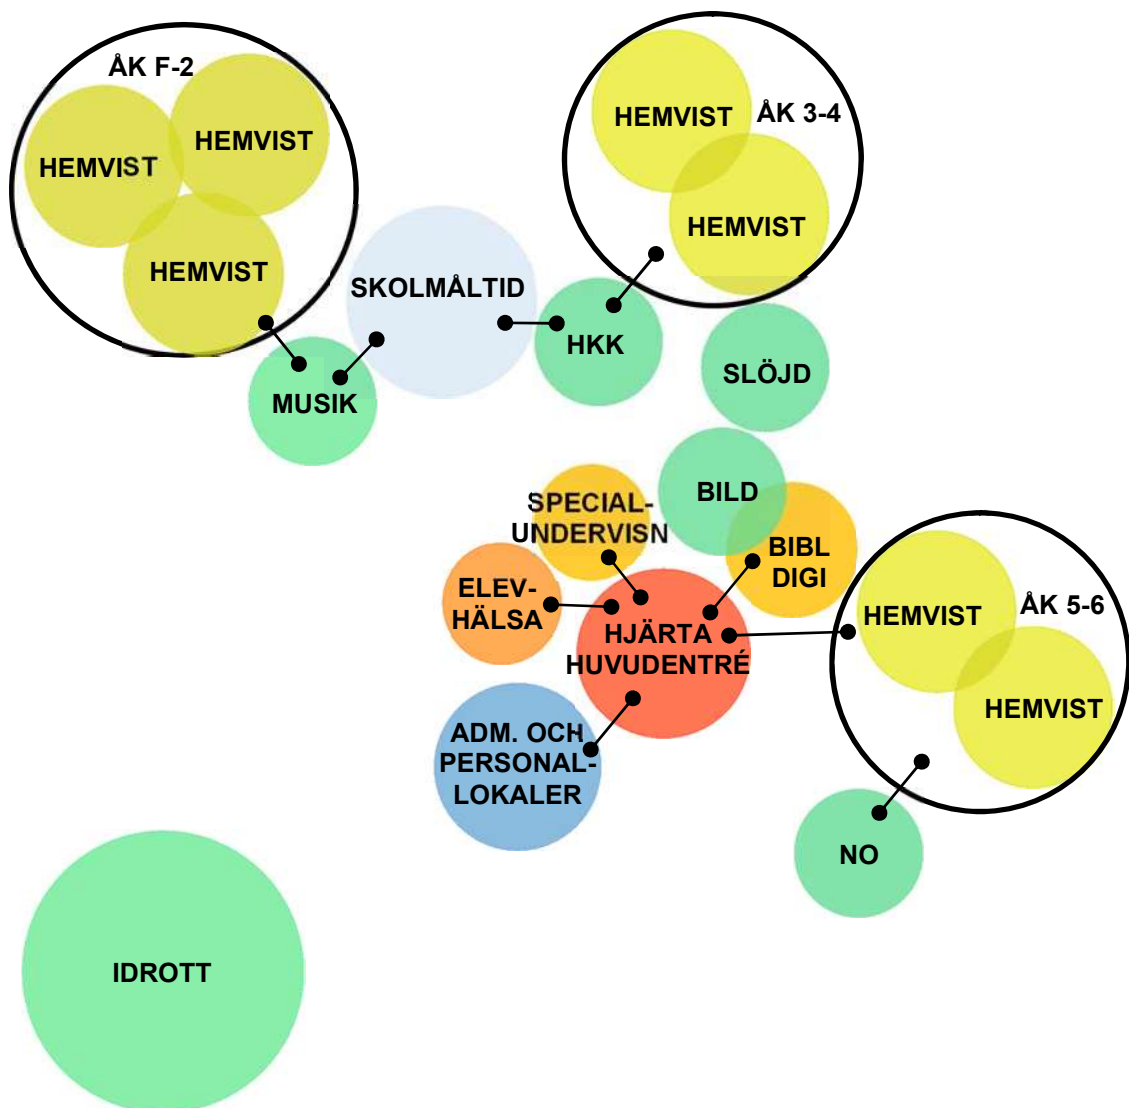 ÅK F-2
HEMVIST
HEMVIST
HEMVIST
ÅK 3-4
HEMVIST
HEMVIST
SKOLMÅLTID
HKK
MUSIK
SLÖJD
BILD
SPECIAL-
UNDERVISN
BIBL
DIGI
ELEV-
HÄLSA
HJÄRTA
HUVUDENTRÉ
ÅK 5-6
HEMVIST
HEMVIST
ADM. OCH
PERSONAL-
LOKALER
NO
IDROTT